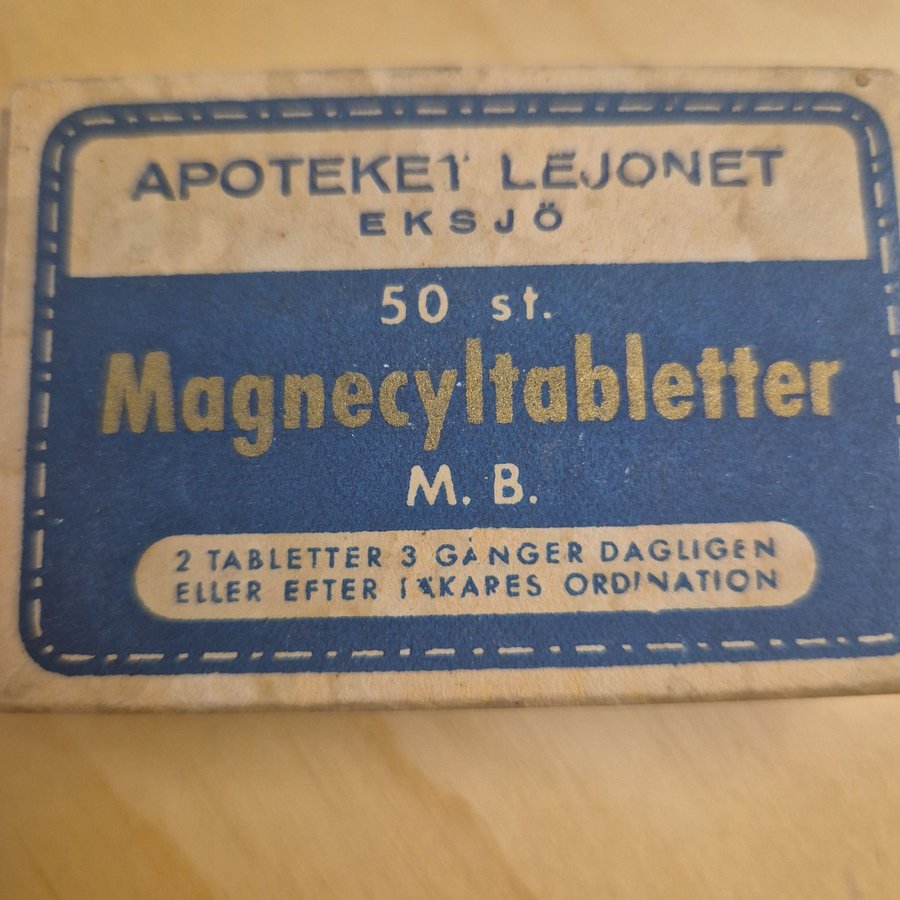 APOTEKET LEJONET
EKSJÖ
50 st.
Magnecyltabletter
M. B.
2 TABLETTER 3 GÅNGER DAGLIGEN
ELLER EFTER LÄKARES ORDINATION